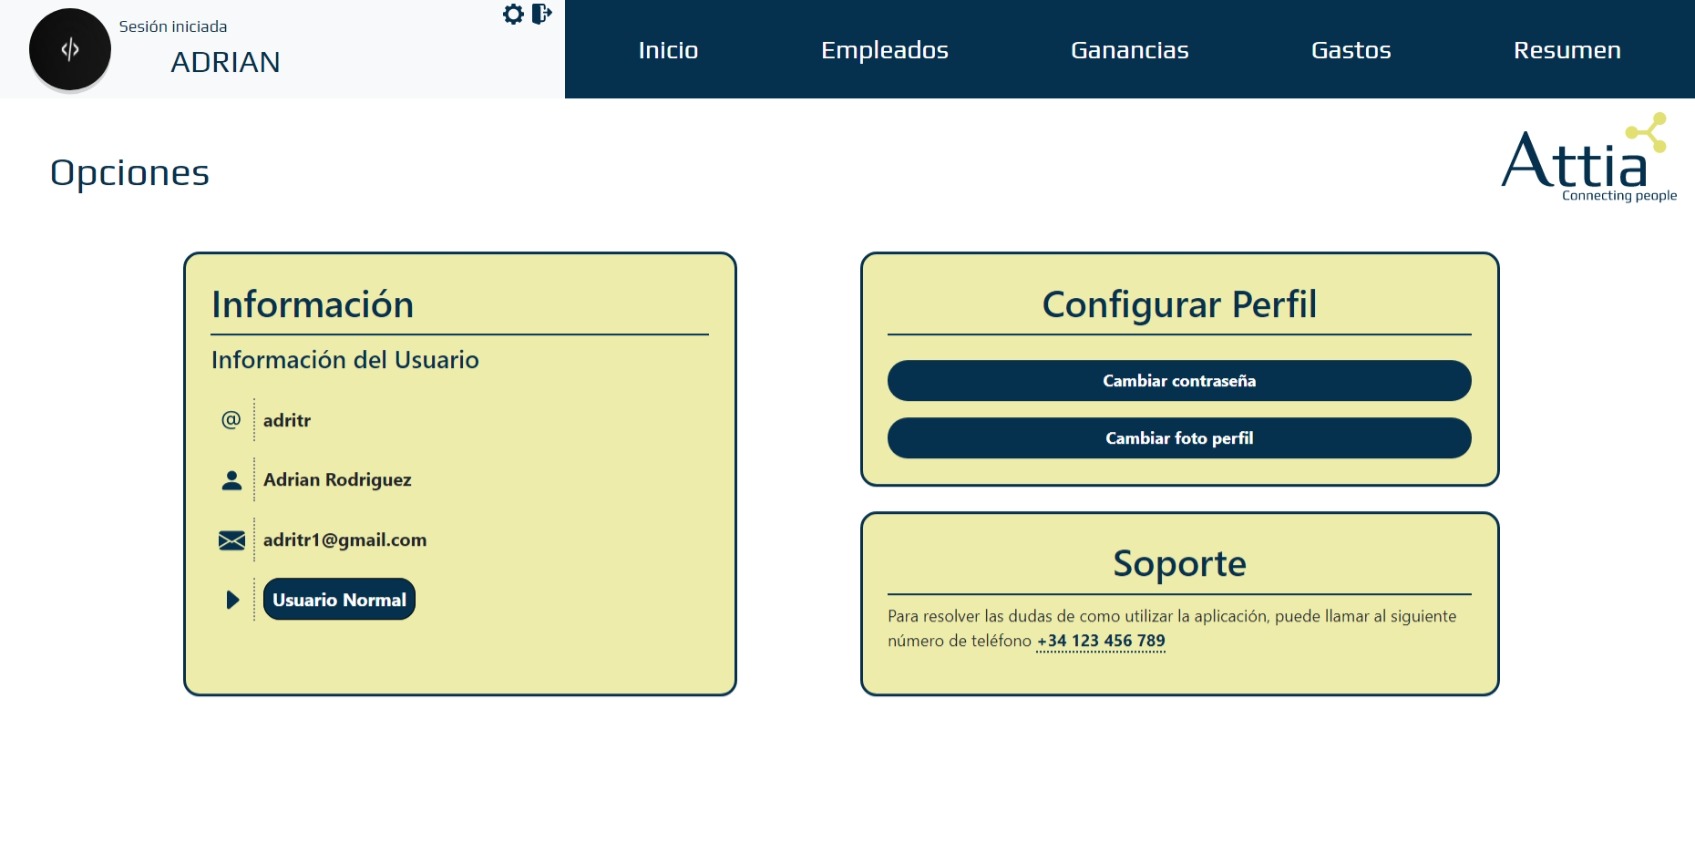 Sesión iniciada
ADRIAN
Inicio
Empleados
Ganancias
Gastos
Resumen
Opciones
Attia
Connecting people
Información
Información del Usuario
@
adritr
Adrian Rodriguez
adritr1@gmail.com
Usuario Normal
Configurar Perfil
Cambiar contraseña
Cambiar foto perfil
Soporte
Para resolver las dudas de como utilizar la aplicación, puede llamar al siguiente
número de teléfono +34 123 456 789